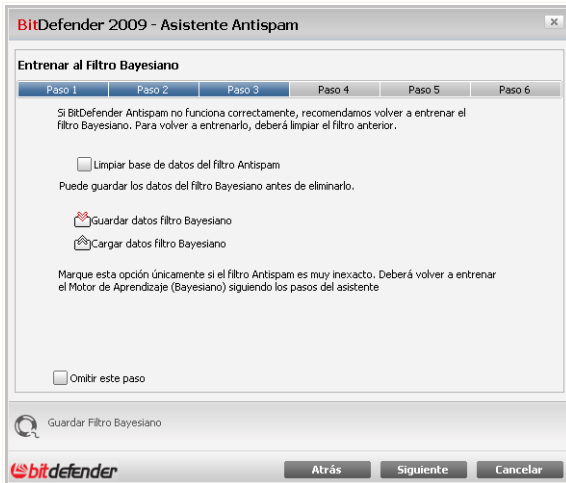 BitDefender 2009 - Asistente Antispam
x
Entrenar al Filtro Bayesiano
Paso 1 Paso 2 Paso 3 Paso 4 Paso 5 Paso 6
Si BitDefender Antispam no funciona correctamente, recomendamos volver a entrenar el
filtro Bayesiano. Para volver a entrenarlo, deberá limpiar el filtro anterior.
Limpiar base de datos del filtro Antispam
Puede guardar los datos del filtro Bayesiano antes de eliminarlo.
Guardar datos filtro Bayesiano
Cargar datos filtro Bayesiano
Marque esta opción únicamente si el filtro Antispam es muy inexacto. Deberá volver a entrenar
el Motor de Aprendizaje (Bayesiano) siguiendo los pasos del asistente
Omitir este paso
Guardar Filtro Bayesiano
bitdefender Atrás Siguiente Cancelar